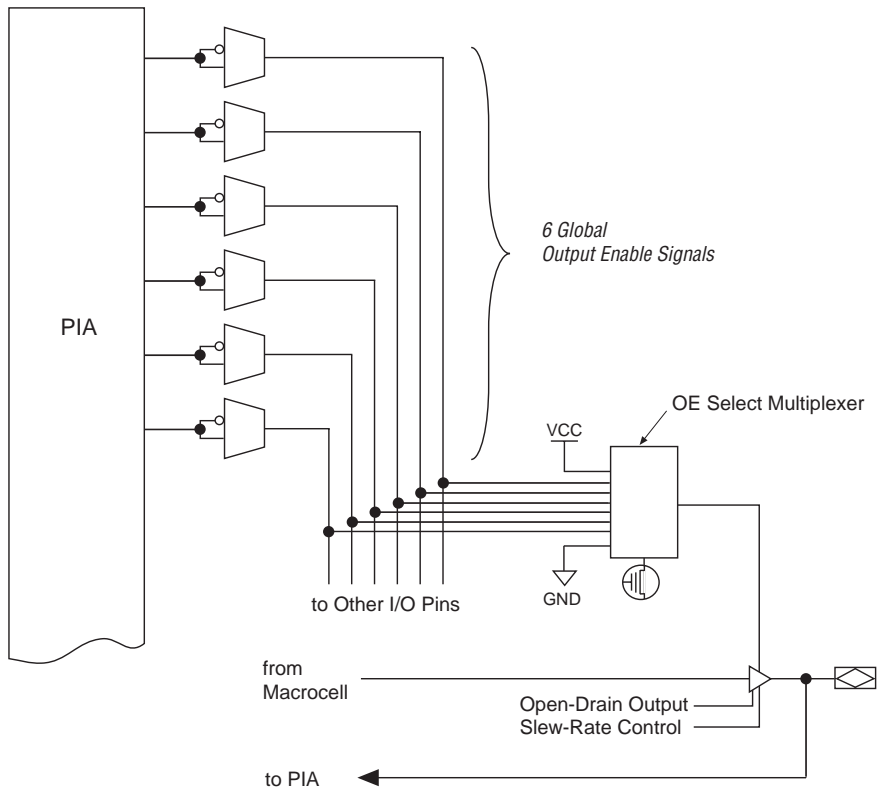 6 Global
Output Enable Signals
PIA
OE Select Multiplexer
VCC
GND
to Other I/O Pins
from
Macrocell
Open-Drain Output
Slew-Rate Control
to PIA